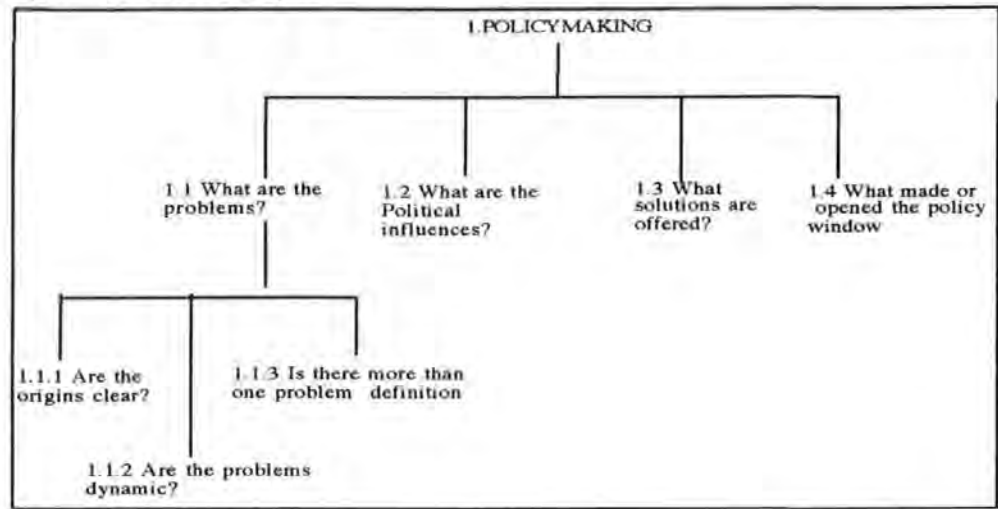 1.POLICYMAKING
1.1 What are the
problems?
1.2 What are the
Political
influences?
1.3 What
solutions are
offered?
1.4 What made or
opened the policy
window
1.1.1 Are the
origins clear?
1.1.3 Is there more than
one problem definition
1.1.2 Are the problems
dynamic?